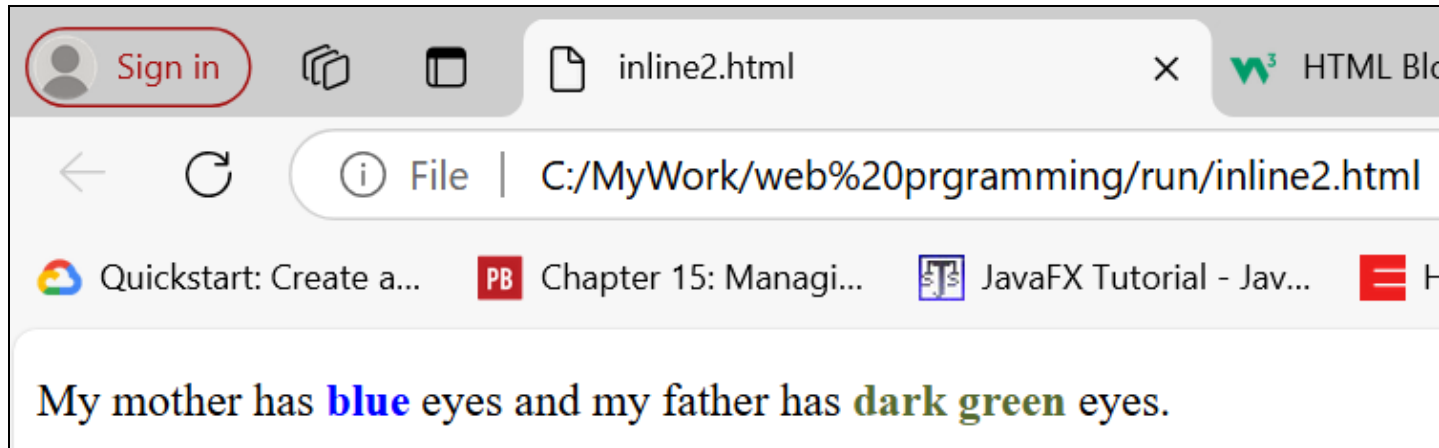 Sign in inline2.html HTML Blo
File C:/MyWork/web%20prgramming/run/inline2.html
Quickstart: Create a... PB Chapter 15: Managi... JavaFX Tutorial - Jav... H
My mother has blue eyes and my father has dark green eyes.